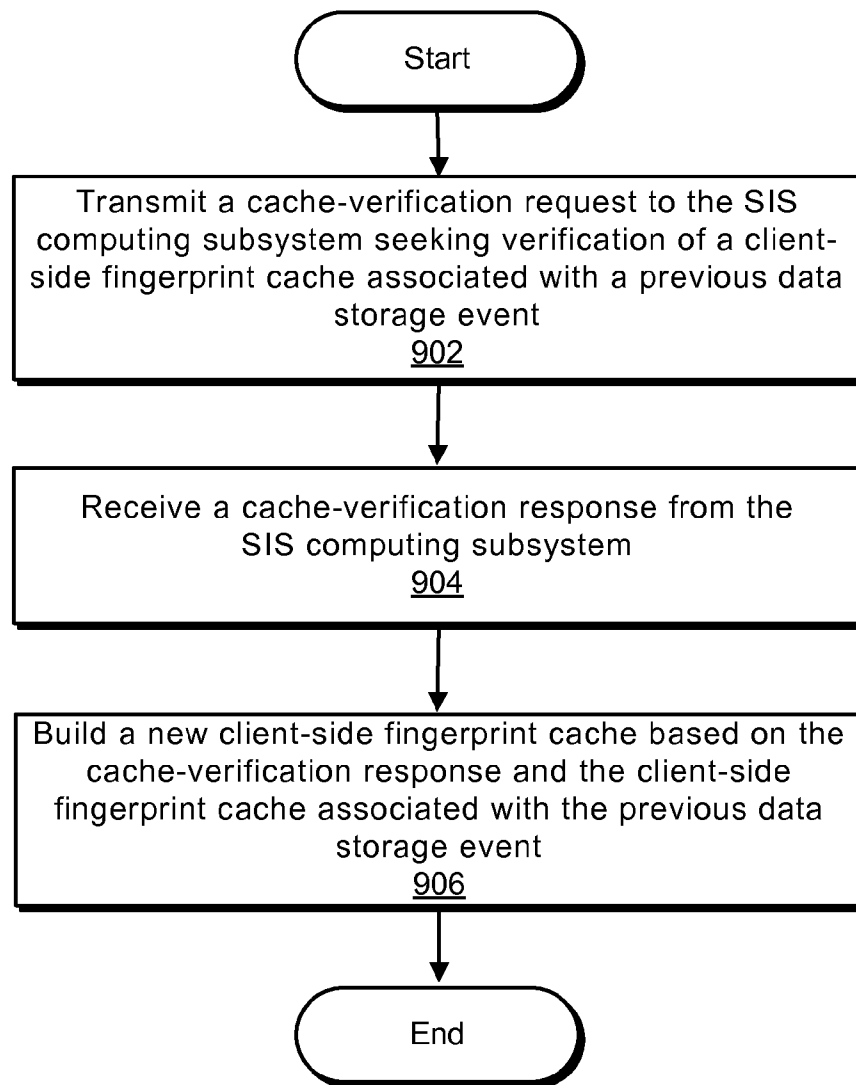 Start
Transmit a cache-verification request to the SIS
computing subsystem seeking verification of a client-
side fingerprint cache associated with a previous data
storage event
902
Receive a cache-verification response from the
SIS computing subsystem
904
Build a new client-side fingerprint cache based on the
cache-verification response and the client-side
fingerprint cache associated with the previous data
storage event
906
End